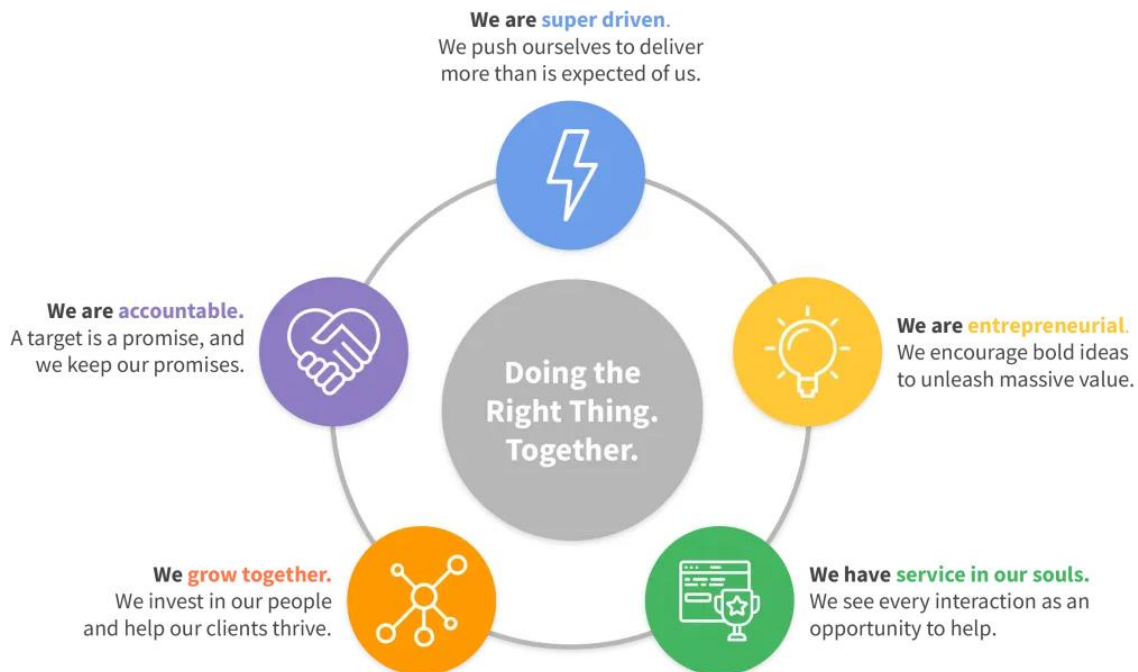 We are super driven.
We push ourselves to deliver
more than is expected of us.
We are entrepreneurial.
We encourage bold ideas
to unleash massive value.
We have service in our souls.
We see every interaction as an
opportunity to help.
We grow together.
We invest in our people
and help our clients thrive.
We are accountable.
A target is a promise, and
we keep our promises.
Doing the
Right Thing.
Together.